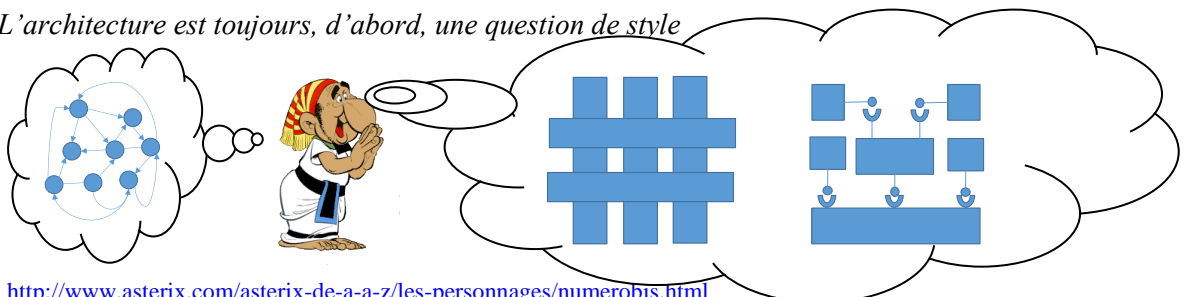 L’architecture est toujours, d’abord, une question de style
http://www.asterix.com/asterix-de-a-a-z/les-personnages/numerobis.html